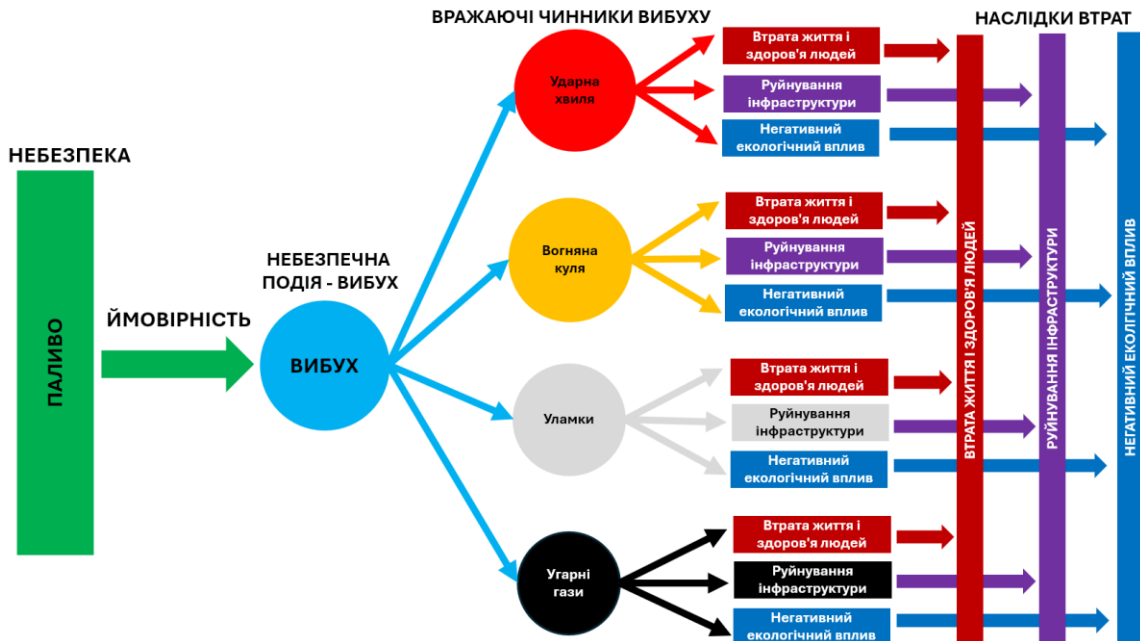 ВРАЖАЮЧІ ЧИННИКИ ВИБУХУ
НАСЛІДКИ ВТРАТ
НЕБЕЗПЕКА
ПАЛИВО
ЙМОВІРНІСТЬ
НЕБЕЗПЕЧНА
ПОДІЯ - ВИБУХ
ВИБУХ
Ударна
хвиля
Втрата життя і
здоров'я людей
Руйнування
інфраструктури
Негативний
екологічний вплив
Вогняна
куля
Втрата життя і
здоров'я людей
Руйнування
інфраструктури
Негативний
екологічний вплив
Уламки
Втрата життя і
здоров'я людей
Руйнування
інфраструктури
Негативний
екологічний вплив
Угарні
гази
Втрата життя і
здоров'я людей
Руйнування
інфраструктури
Негативний
екологічний вплив
ВТРАТА ЖИТТЯ І ЗДОРОВ'Я ЛЮДЕЙ
РУЙНУВАННЯ ІНФРАСТРУКТУРИ
НЕГАТИВНИЙ ЕКОЛГІЧНИЙ ВПЛИВ